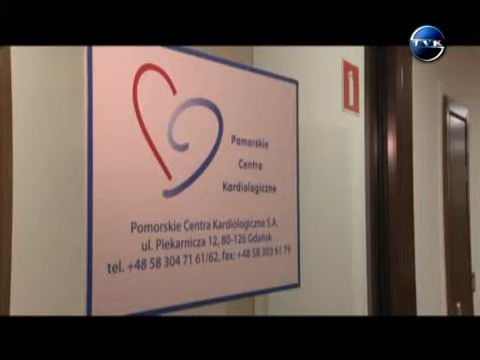 TVK
Pomorskie
Centra
Kardiologiczne
Pomorskie Centra Kardiologiczne S.A.
ul. Piekarnicza 12, 80-126 Gdańsk
tel. +48 58 304 71 61/62, fax: +48 58 303 61 79